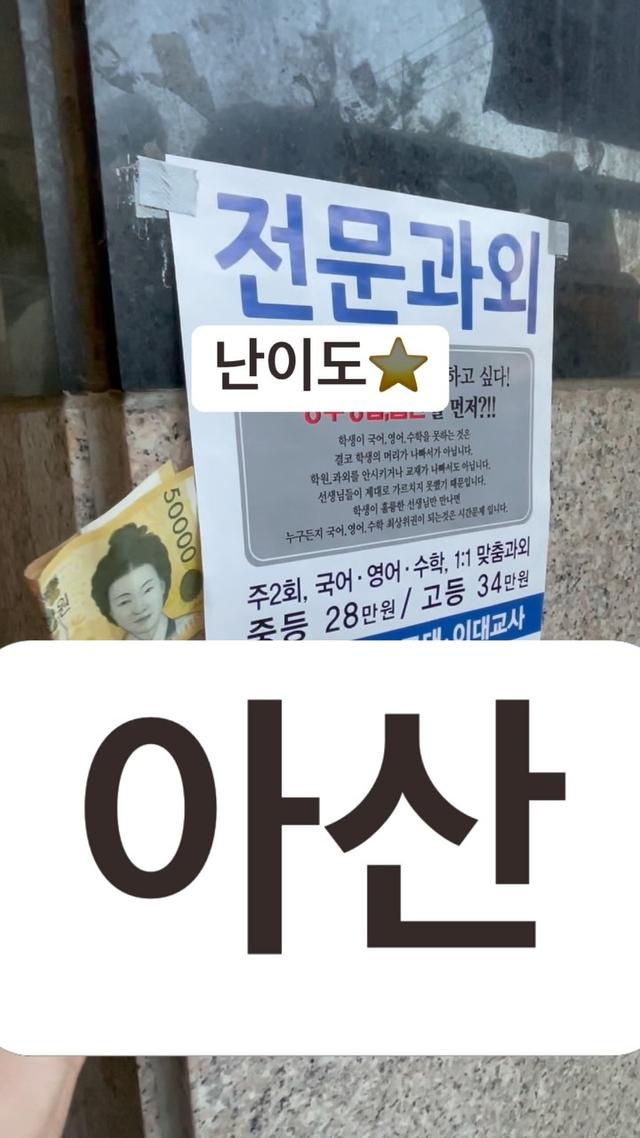 전문과외
난이도⭐
하고 싶다!
먼저?!!
학생이 국어,영어,수학을 못하는 것은
결코 학생의 머리가 나빠서가 아닙니다.
학원,과외를 안시키거나 교재가 나빠서도 아닙니다.
선생님들이 제대로 가르치지 못했기 때문입니다.
학생이 훌륭한 선생님만 만나면
누구든지 국어,영어,수학 최상위권이 되는것은 시간문제 입니다.
50000
원
주2회, 국어·영어·수학, 1:1 맞춤과외
중등 28만원 / 고등 34만원
이대교사
아산